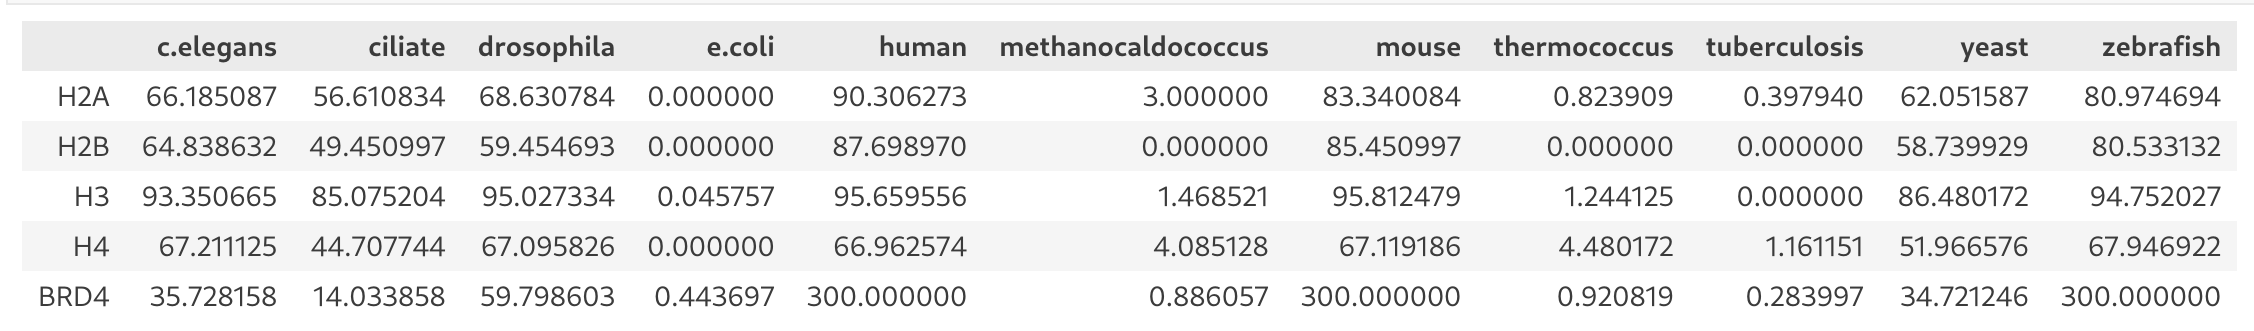 c.elegans ciliate drosophila e.coli human methanocaldococcus mouse thermococcus tuberculosis yeast zebrafish
H2A 66.185087 56.610834 68.630784 0.000000 90.306273 3.000000 83.340084 0.823909 0.397940 62.051587 80.974694
H2B 64.838632 49.450997 59.454693 0.000000 87.698970 0.000000 85.450997 0.000000 0.000000 58.739929 80.533132
H3 93.350665 85.075204 95.027334 0.045757 95.659556 1.468521 95.812479 1.244125 0.000000 86.480172 94.752027
H4 67.211125 44.707744 67.095826 0.000000 66.962574 4.085128 67.119186 4.480172 1.161151 51.966576 67.946922
BRD4 35.728158 14.033858 59.798603 0.443697 300.000000 0.886057 300.000000 0.920819 0.283997 34.721246 300.000000